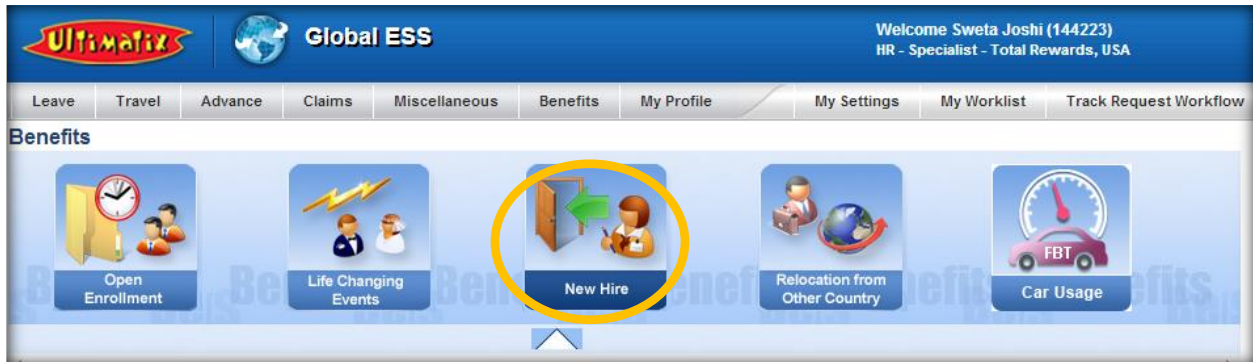 Ultimatix
Global ESS
Welcome Sweta Joshi (144223)
HR - Specialist - Total Rewards, USA
Leave Travel Advance Claims Miscellaneous Benefits My Profile My Settings My Worklist Track Request Workflow
Benefits
Open
Enrollment
Life Changing
Events
New Hire
Relocation from
Other Country
FBT
Car Usage